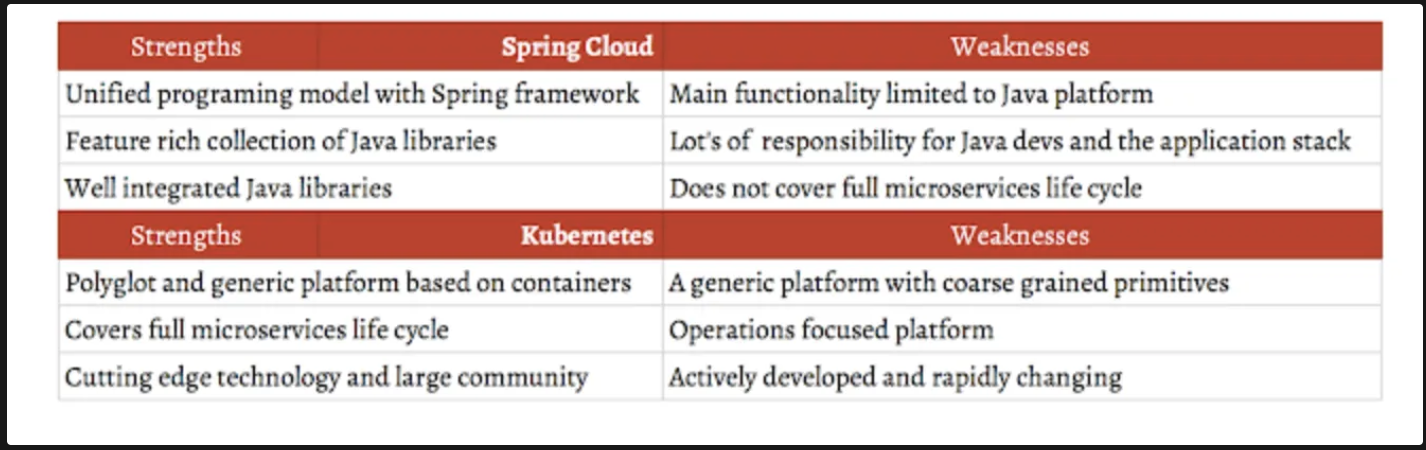 Strengths Spring Cloud Weaknesses
Unified programing model with Spring framework Main functionality limited to Java platform
Feature rich collection of Java libraries Lot's of responsibility for Java devs and the application stack
Well integrated Java libraries Does not cover full microservices life cycle
Strengths Kubernetes Weaknesses
Polyglot and generic platform based on containers A generic platform with coarse grained primitives
Covers full microservices life cycle Operations focused platform
Cutting edge technology and large community Actively developed and rapidly changing